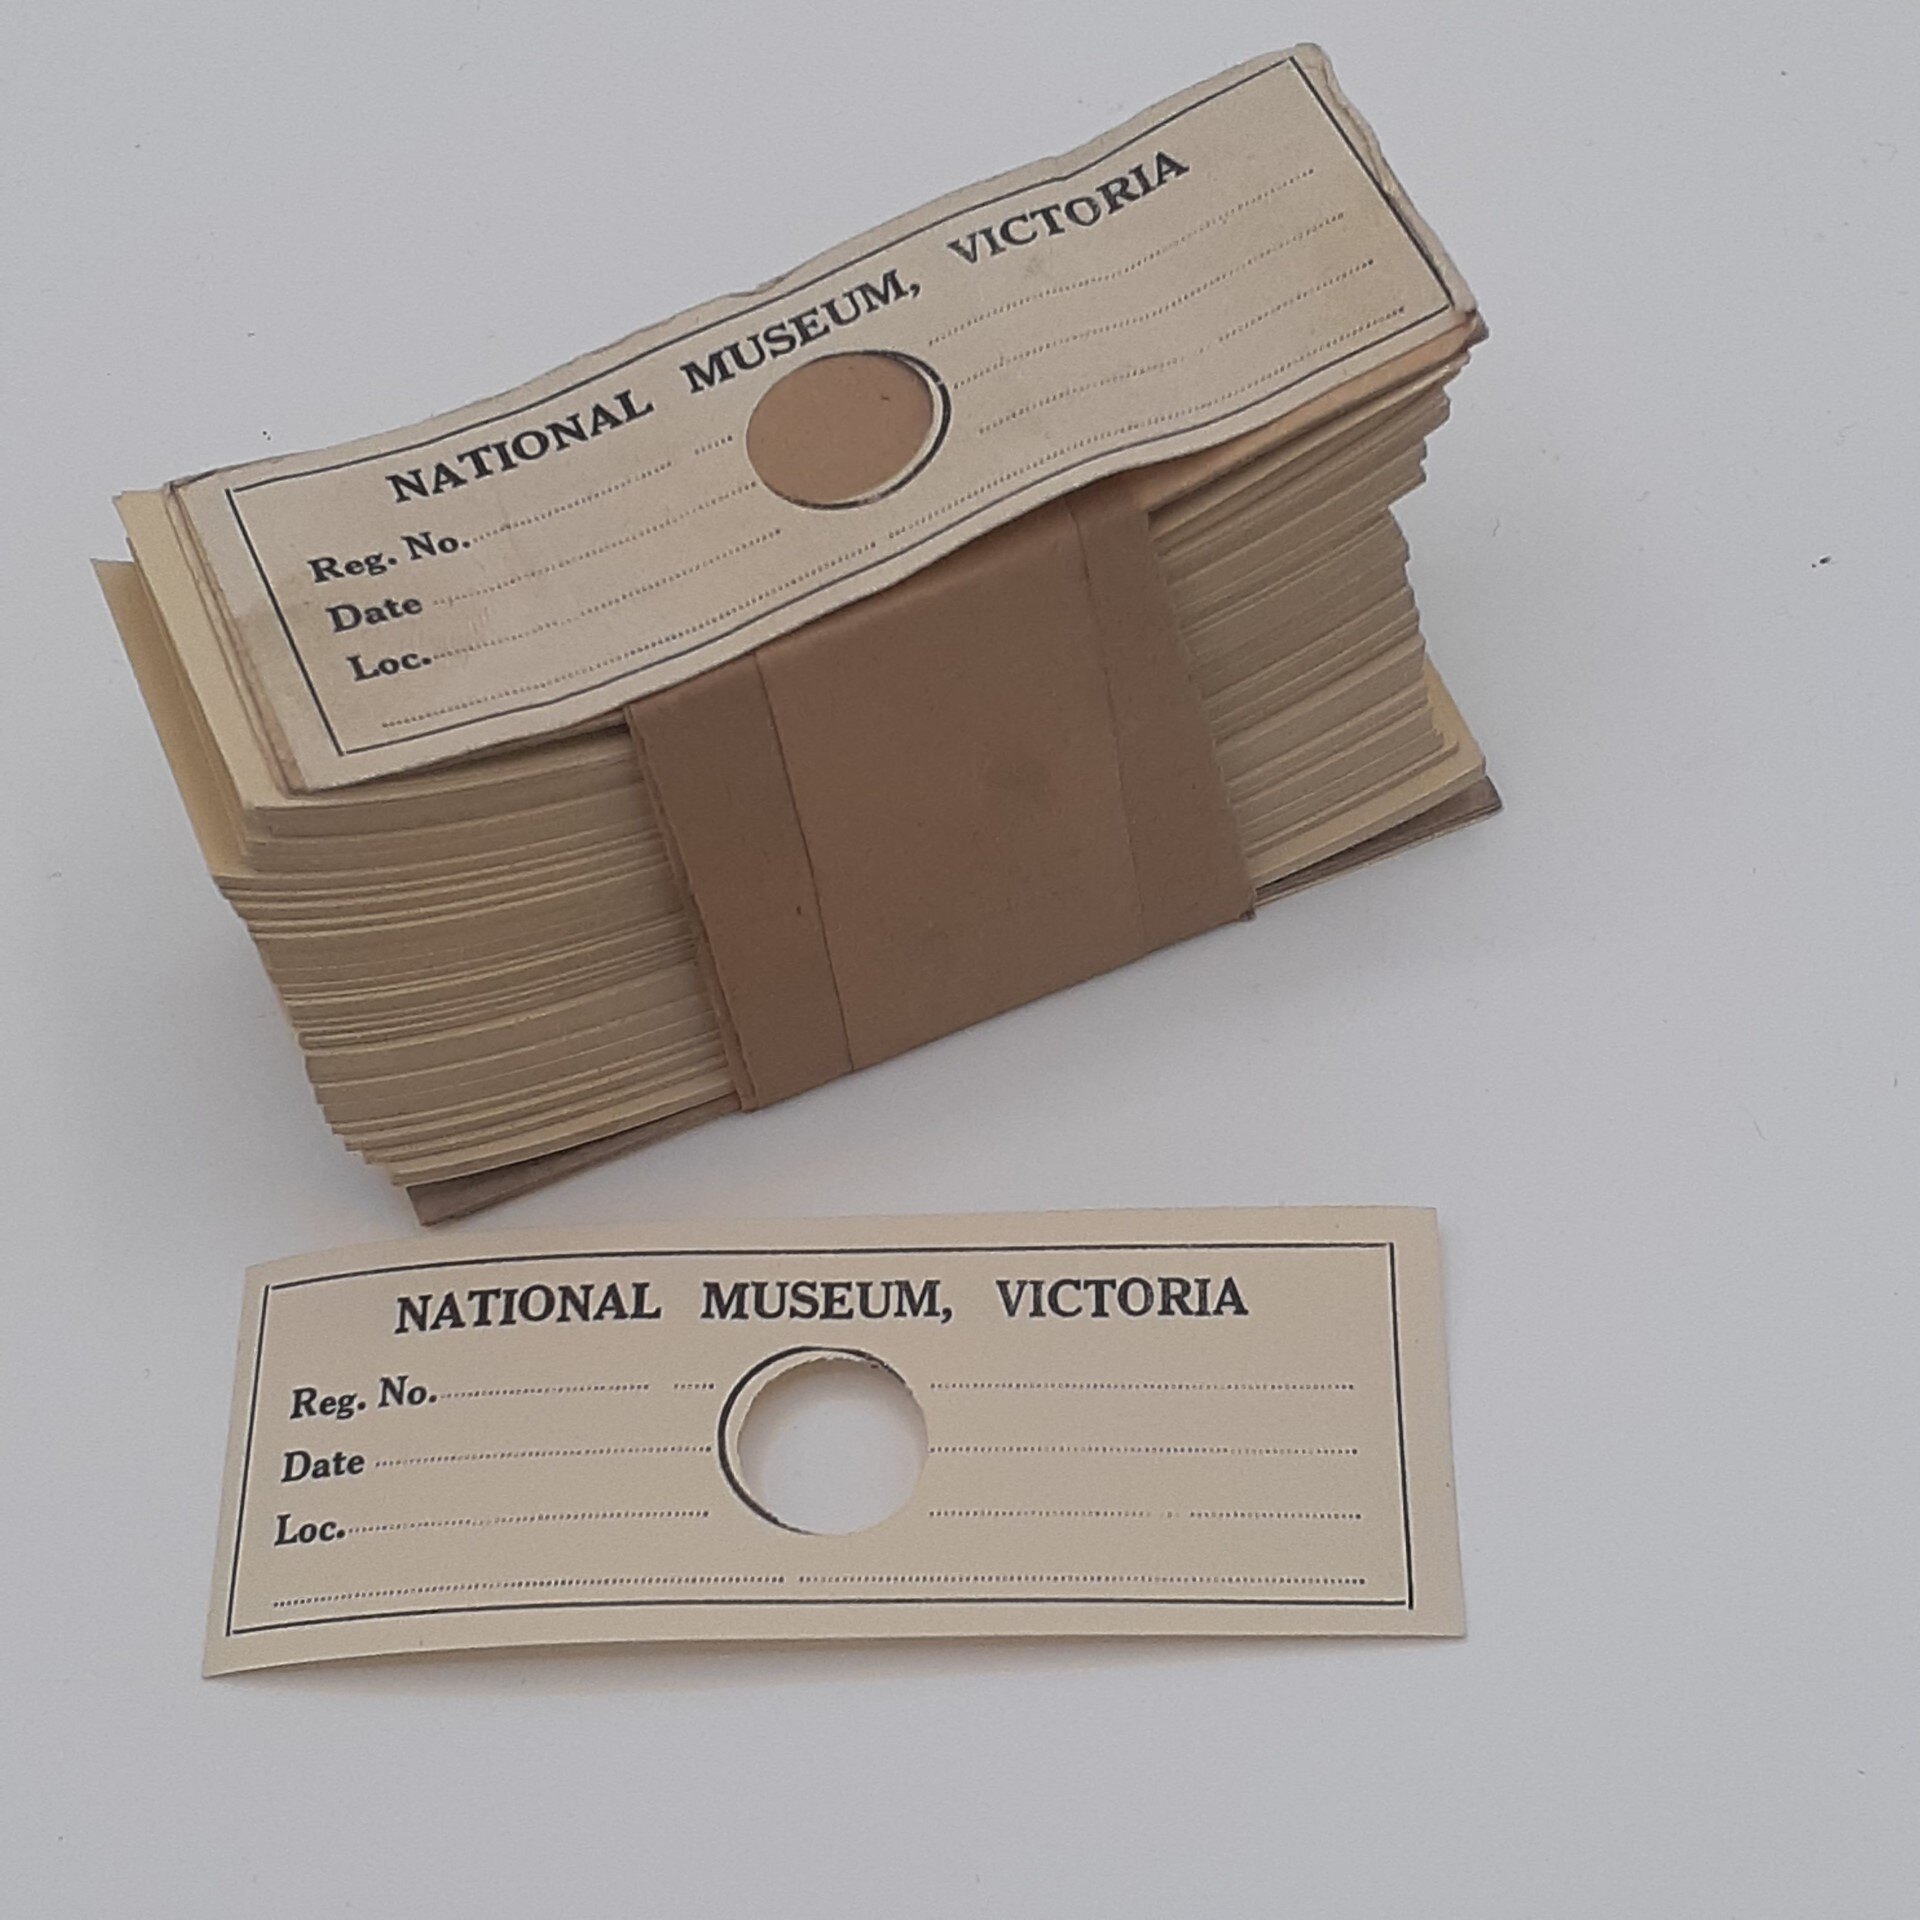 NATIONAL MUSEUM, VICTORIA
Reg. No.
Date
Loc.
NATIONAL MUSEUM, VICTORIA
Reg. No.
Date
Loc.